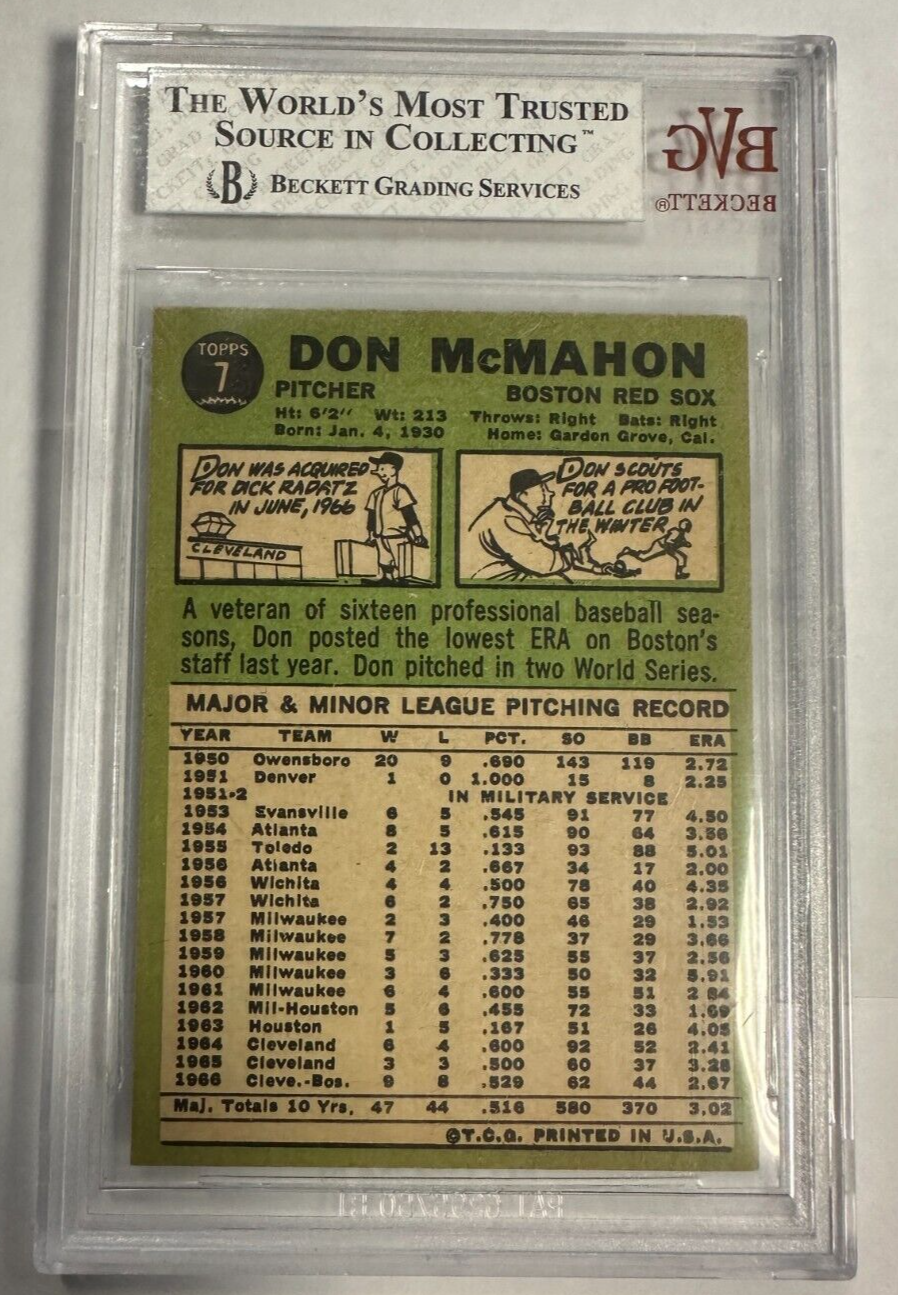 THE WORLD'S MOST TRUSTED
SOURCE IN COLLECTING™
B BECKETT GRADING SERVICES
BVG
BECKETT®
TOPPS
7
DON McMAHON
PITCHER BOSTON RED SOX
Ht: 6'2" Wt: 213 Throws: Right Bats: Right
Born: Jan. 4, 1930 Home: Garden Grove, Cal.
DON WAS ACQUIRED
FOR DICK RADATZ
IN JUNE, 1966
CLEVELAND
DON SCOUTS
FOR A PRO FOOT-
BALL CLUB IN
THE WINTER
A veteran of sixteen professional baseball sea-
sons, Don posted the lowest ERA on Boston's
staff last year. Don pitched in two World Series.
MAJOR & MINOR LEAGUE PITCHING RECORD
YEAR TEAM W L PCT. SO BB ERA
1950 Owensboro 20 9 .690 143 119 2.72
1951 Denver 1 0 1.000 15 8 2.25
1951-2 IN MILITARY SERVICE
1953 Evansville 6 5 .545 91 77 4.50
1954 Atlanta 8 5 .615 90 64 3.56
1955 Toledo 2 13 .133 93 88 5.01
1956 Atlanta 4 2 .667 34 17 2.00
1956 Wichita 4 4 .500 78 40 4.35
1957 Wichita 6 2 .750 65 38 2.92
1957 Milwaukee 2 3 .400 46 29 1.53
1958 Milwaukee 7 2 .778 37 29 3.66
1959 Milwaukee 5 3 .625 55 37 2.56
1960 Milwaukee 3 6 .333 50 32 5.91
1961 Milwaukee 6 4 .600 55 51 2.84
1962 Mil-Houston 5 6 .455 72 33 1.69
1963 Houston 1 5 .167 51 26 4.05
1964 Cleveland 6 4 .600 92 52 2.41
1965 Cleveland 3 3 .500 60 37 3.28
1966 Cleve.-Bos. 9 8 .529 62 44 2.67
Maj. Totals 10 Yrs. 47 44 .516 580 370 3.02
©T.C.G. PRINTED IN U.S.A.